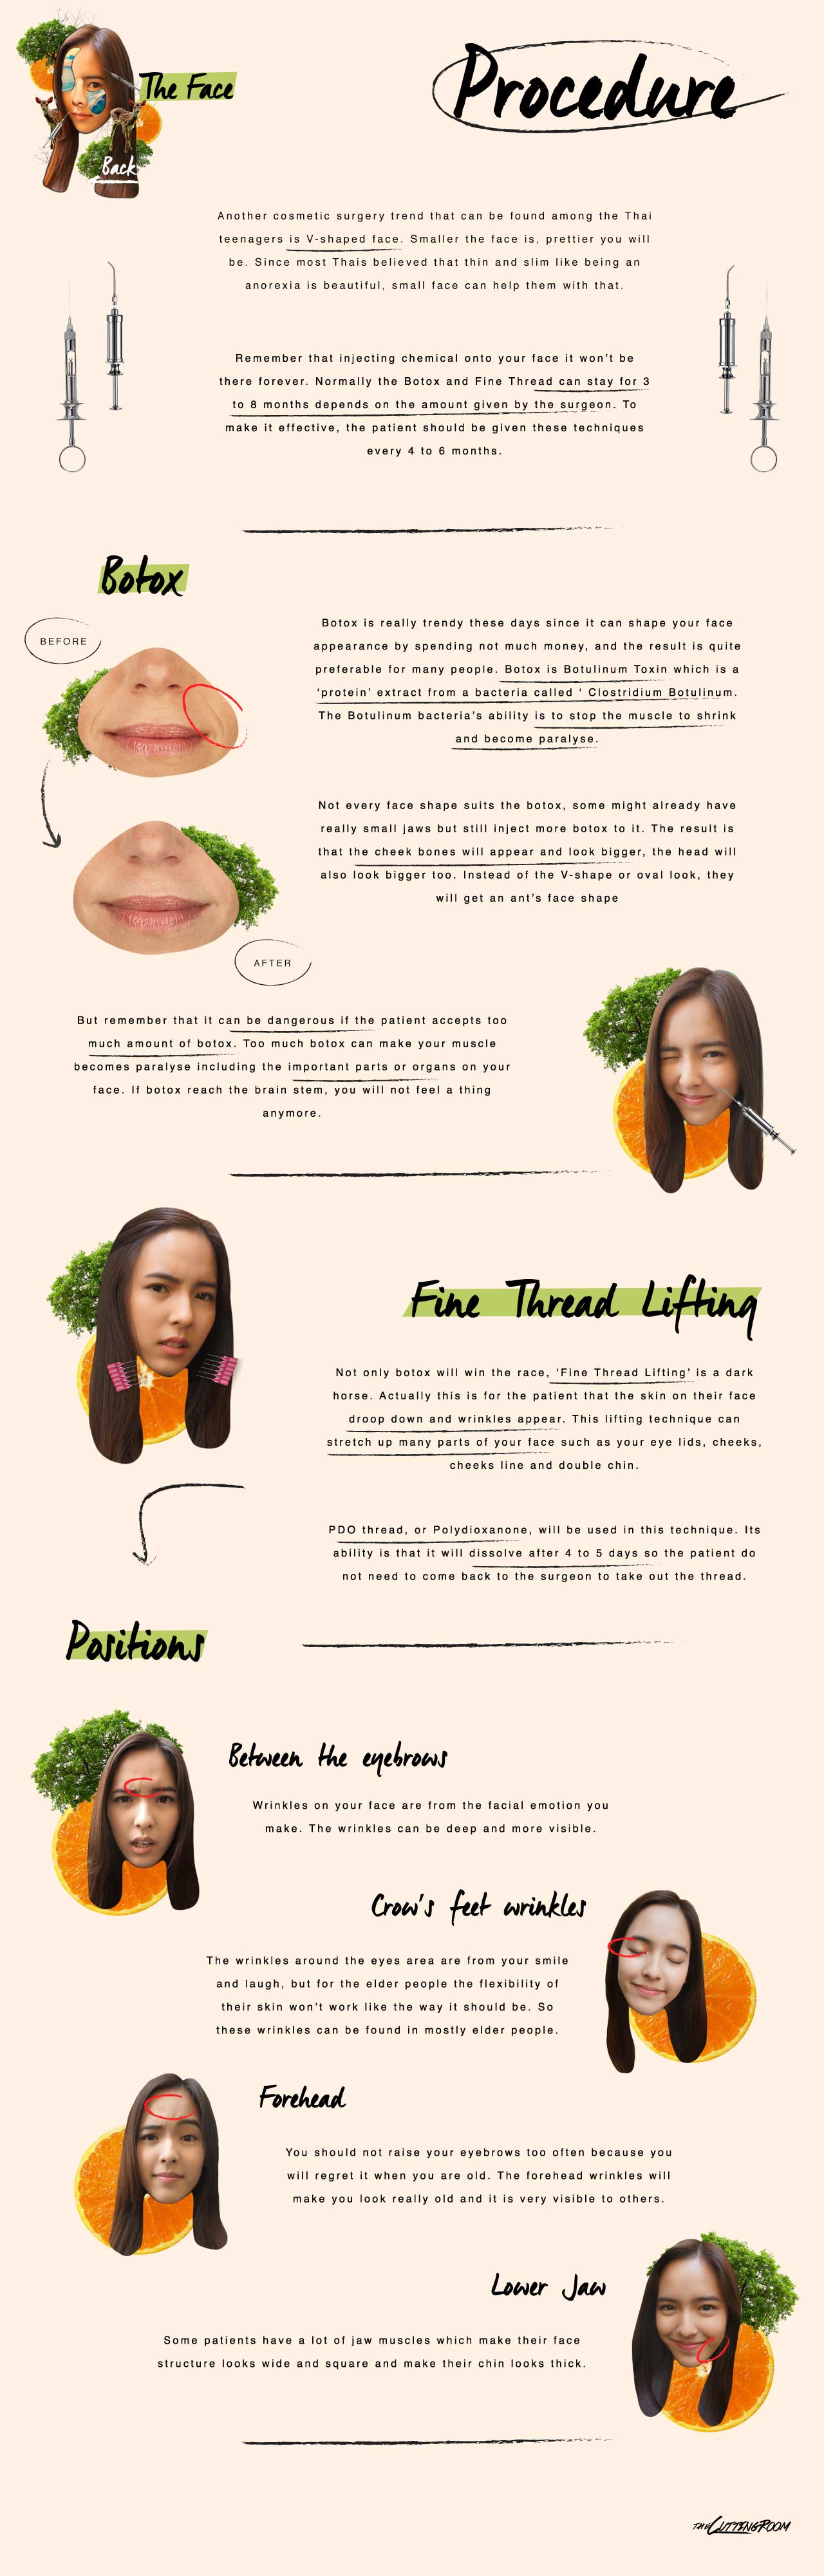 The Face
Procedure
Back
Another cosmetic surgery trend that can be found among the Thai
teenagers is V-shaped face. Smaller the face is, prettier you will
be. Since most Thais believed that thin and slim like being an
anorexia is beautiful, small face can help them with that.
Remember that injecting chemical onto your face it won't be
there forever. Normally the Botox and Fine Thread can stay for 3
to 8 months depends on the amount given by the surgeon. To
make it effective, the patient should be given these techniques
every 4 to 6 months.
Botox
BEFORE
Botox is really trendy these days since it can shape your face
appearance by spending not much money, and the result is quite
preferable for many people. Botox is Botulinum Toxin which is a
‘protein’ extract from a bacteria called ‘ Clostridium Botulinum.
The Botulinum bacteria’s ability is to stop the muscle to shrink
and become paralyse.
Not every face shape suits the botox, some might already have
really small jaws but still inject more botox to it. The result is
that the cheek bones will appear and look bigger, the head will
also look bigger too. Instead of the V-shape or oval look, they
will get an ant’s face shape
AFTER
But remember that it can be dangerous if the patient accepts too
much amount of botox. Too much botox can make your muscle
becomes paralyse including the important parts or organs on your
face. If botox reach the brain stem, you will not feel a thing
anymore.
Fine Thread Lifting
Not only botox will win the race, ‘Fine Thread Lifting’ is a dark
horse. Actually this is for the patient that the skin on their face
droop down and wrinkles appear. This lifting technique can
stretch up many parts of your face such as your eye lids, cheeks,
cheeks line and double chin.
PDO thread, or Polydioxanone, will be used in this technique. Its
ability is that it will dissolve after 4 to 5 days so the patient do
not need to come back to the surgeon to take out the thread.
Positions
Between the eyebrows
Wrinkles on your face are from the facial emotion you
make. The wrinkles can be deep and more visible.
Crow's feet wrinkles
The wrinkles around the eyes area are from your smile
and laugh, but for the elder people the flexibility of
their skin won’t work like the way it should be. So
these wrinkles can be found in mostly elder people.
Forehead
You should not raise your eyebrows too often because you
will regret it when you are old. The forehead wrinkles will
make you look really old and it is very visible to others.
Lower Jaw
Some patients have a lot of jaw muscles which make their face
structure looks wide and square and make their chin looks thick.
THE CUTTING ROOM